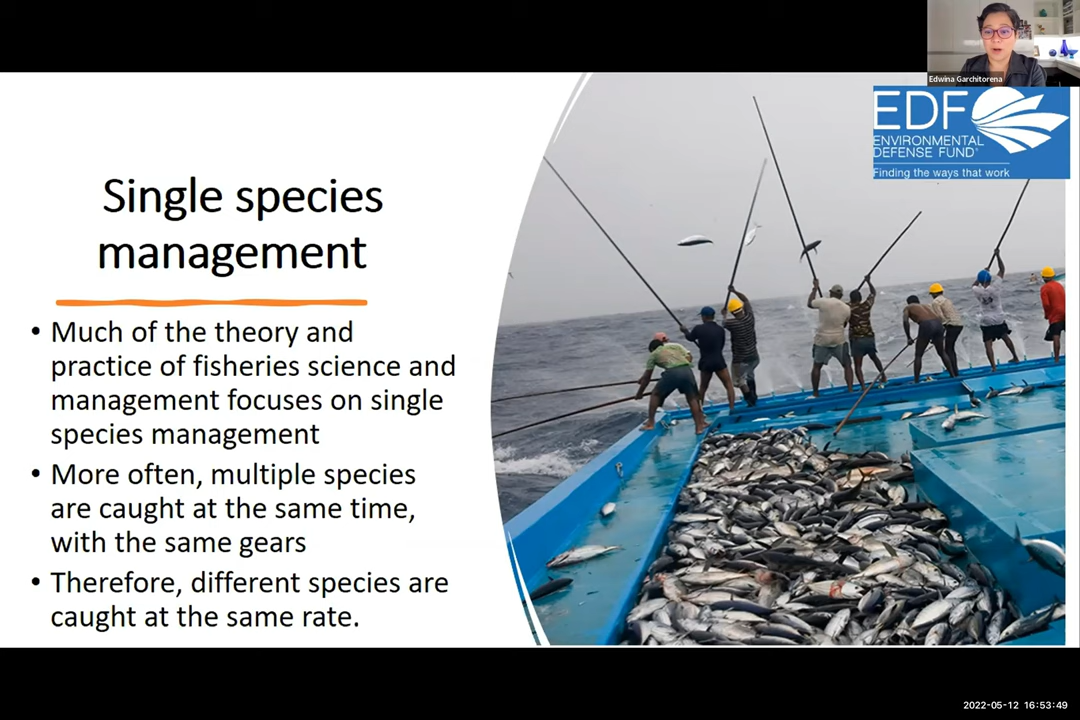 Edwina Garchitorena
EDF
ENVIRONMENTAL
DEFENSE FUND®
Finding the ways that work
Single species
management
• Much of the theory and
practice of fisheries science and
management focuses on single
species management
• More often, multiple species
are caught at the same time,
with the same gears
• Therefore, different species are
caught at the same rate.
2022-05-12 16:53:49